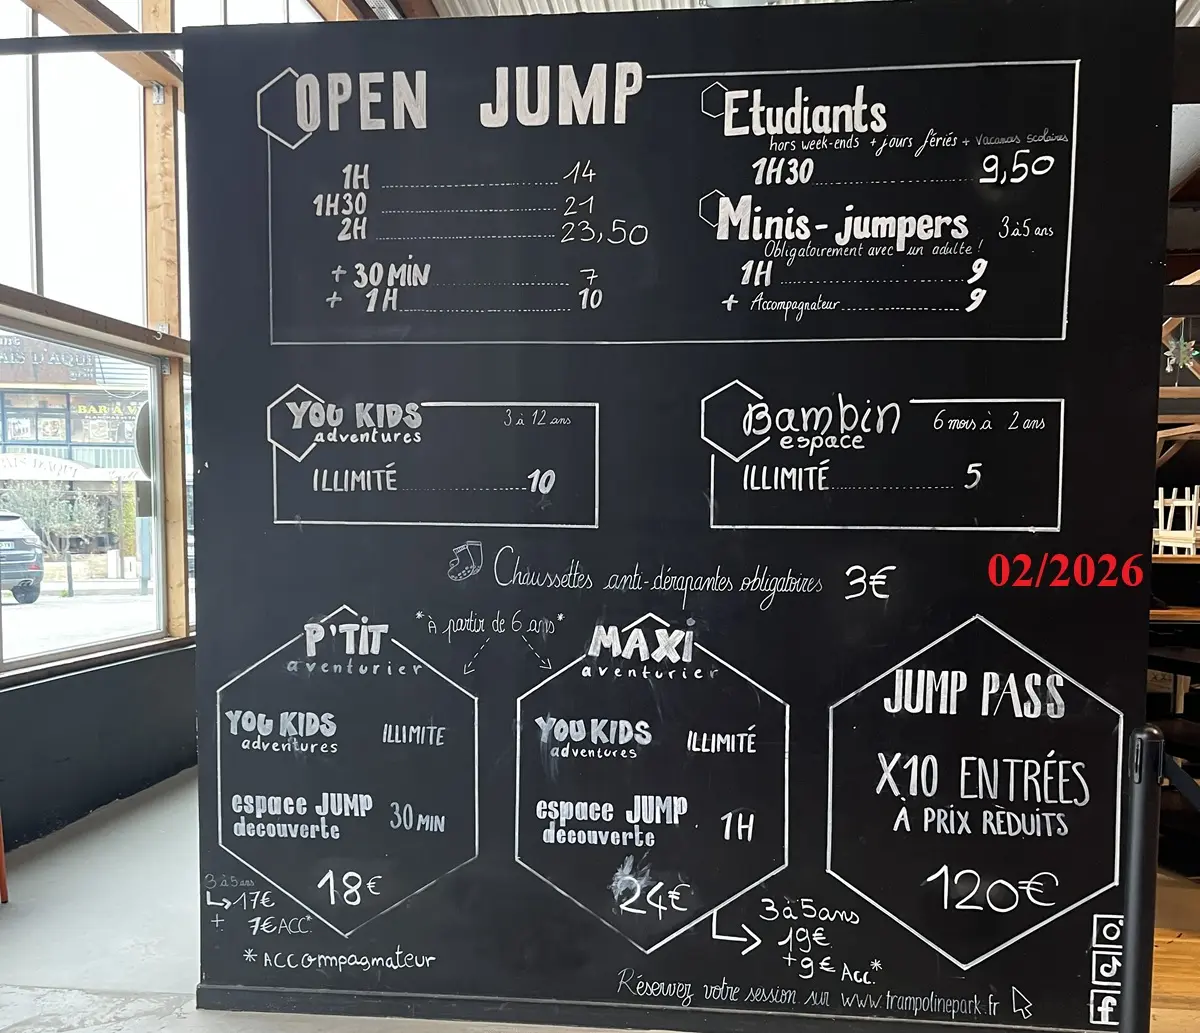 OPEN JUMP
1H 14
1H30 21
2H 23,50
+ 30 MIN 7
+ 1H 10
Etudiants
hors week-ends + jours fériés + vacances scolaires
1H30 9,50
Minis-jumpers 3 à 5 ans
Obligatoirement avec un adulte !
1H 9
+ Accompagnateur 9
YOU KIDS 3 à 12 ans
adventures
ILLIMITÉ 10
Bambin 6 mois à 2 ans
espace
ILLIMITÉ 5
Chaussettes anti-dérapantes obligatoires 3€
02/2026
*À partir de 6 ans*
P'TIT
aventurier
YOU KIDS ILLIMITE
adventures
espace JUMP 30 MIN
decouverte
18€
3 à 5 ans
17€
+ 7€ ACC*
*ACCompagnateur
MAXI
aventurier
YOU KIDS ILLIMITÉ
adventures
espace JUMP 1H
decouverte
24€
3 à 5 ans
19€
+9€ Acc.*
JUMP PASS
X10 ENTRÉES
À PRIX RÈDUITS
120€
Réservez votre session sur www.trampolinepark.fr
BAR À